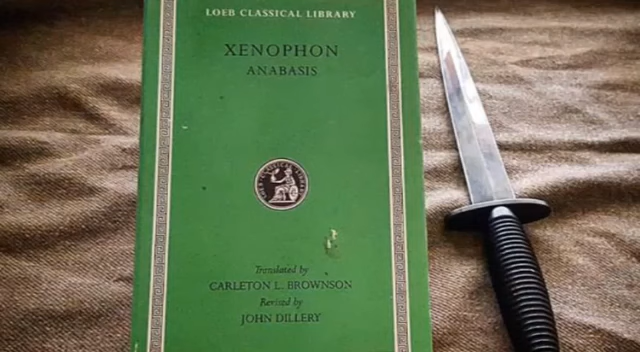 LOEB CLASSICAL LIBRARY
XENOPHON
ANABASIS
Translated by
CARLETON L. BROWNSON
Revised by
JOHN DILLERY